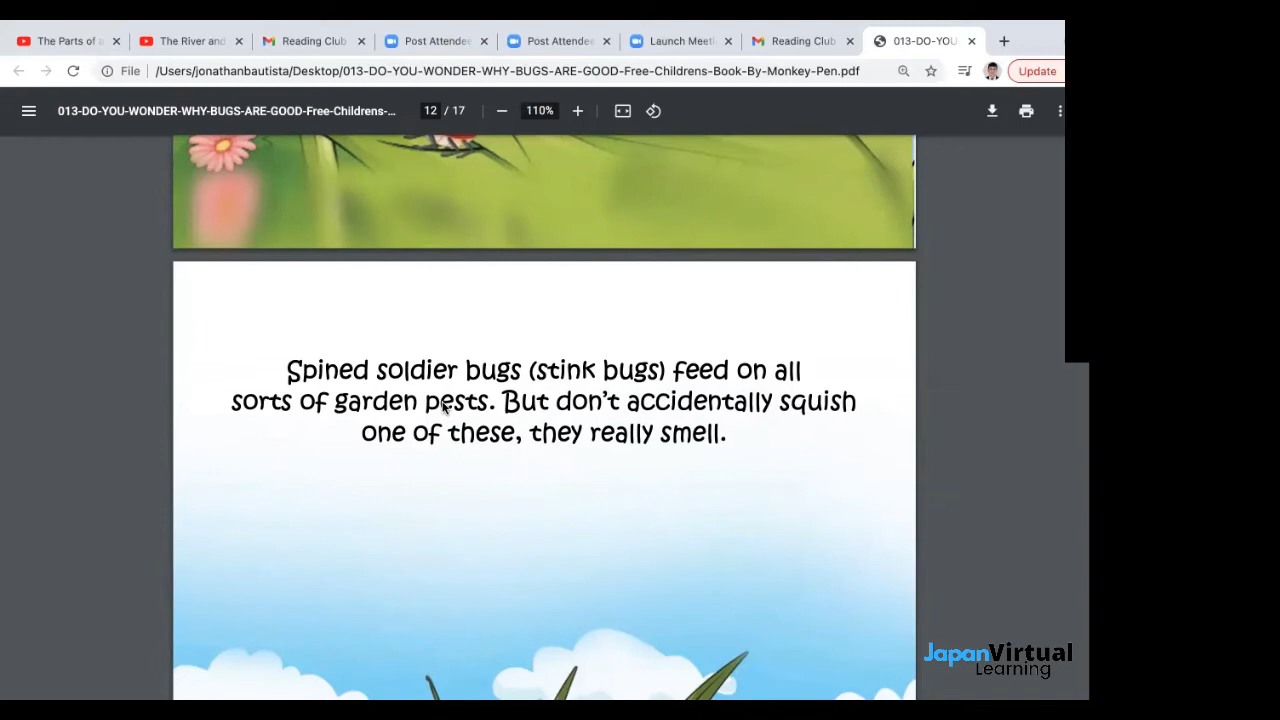 The Parts of a
The River and
Reading Club
Post Attendee
Post Attendee
Launch Meeti
Reading Club
013-DO-YOU
File
/Users/jonathanbautista/Desktop/013-DO-YOU-WONDER-WHY-BUGS-ARE-GOOD-Free-Childrens-Book-By-Monkey-Pen.pdf
Update
013-DO-YOU-WONDER-WHY-BUGS-ARE-GOOD-Free-Childrens-...
12 / 17
110%
Spined soldier bugs (stink bugs) feed on all
sorts of garden pests. But don't accidentally squish
one of these, they really smell.
JapanVirtual
Learning